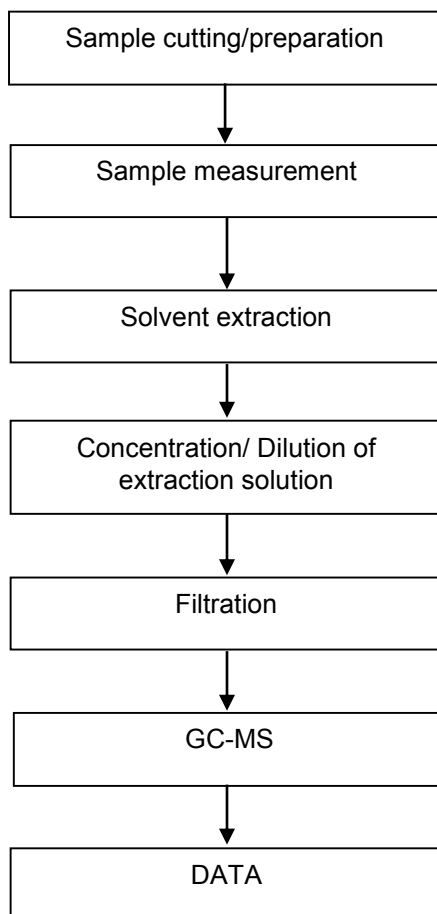 Sample cutting/preparation
Sample measurement
Solvent extraction
Concentration/ Dilution of
extraction solution
Filtration
GC-MS
DATA